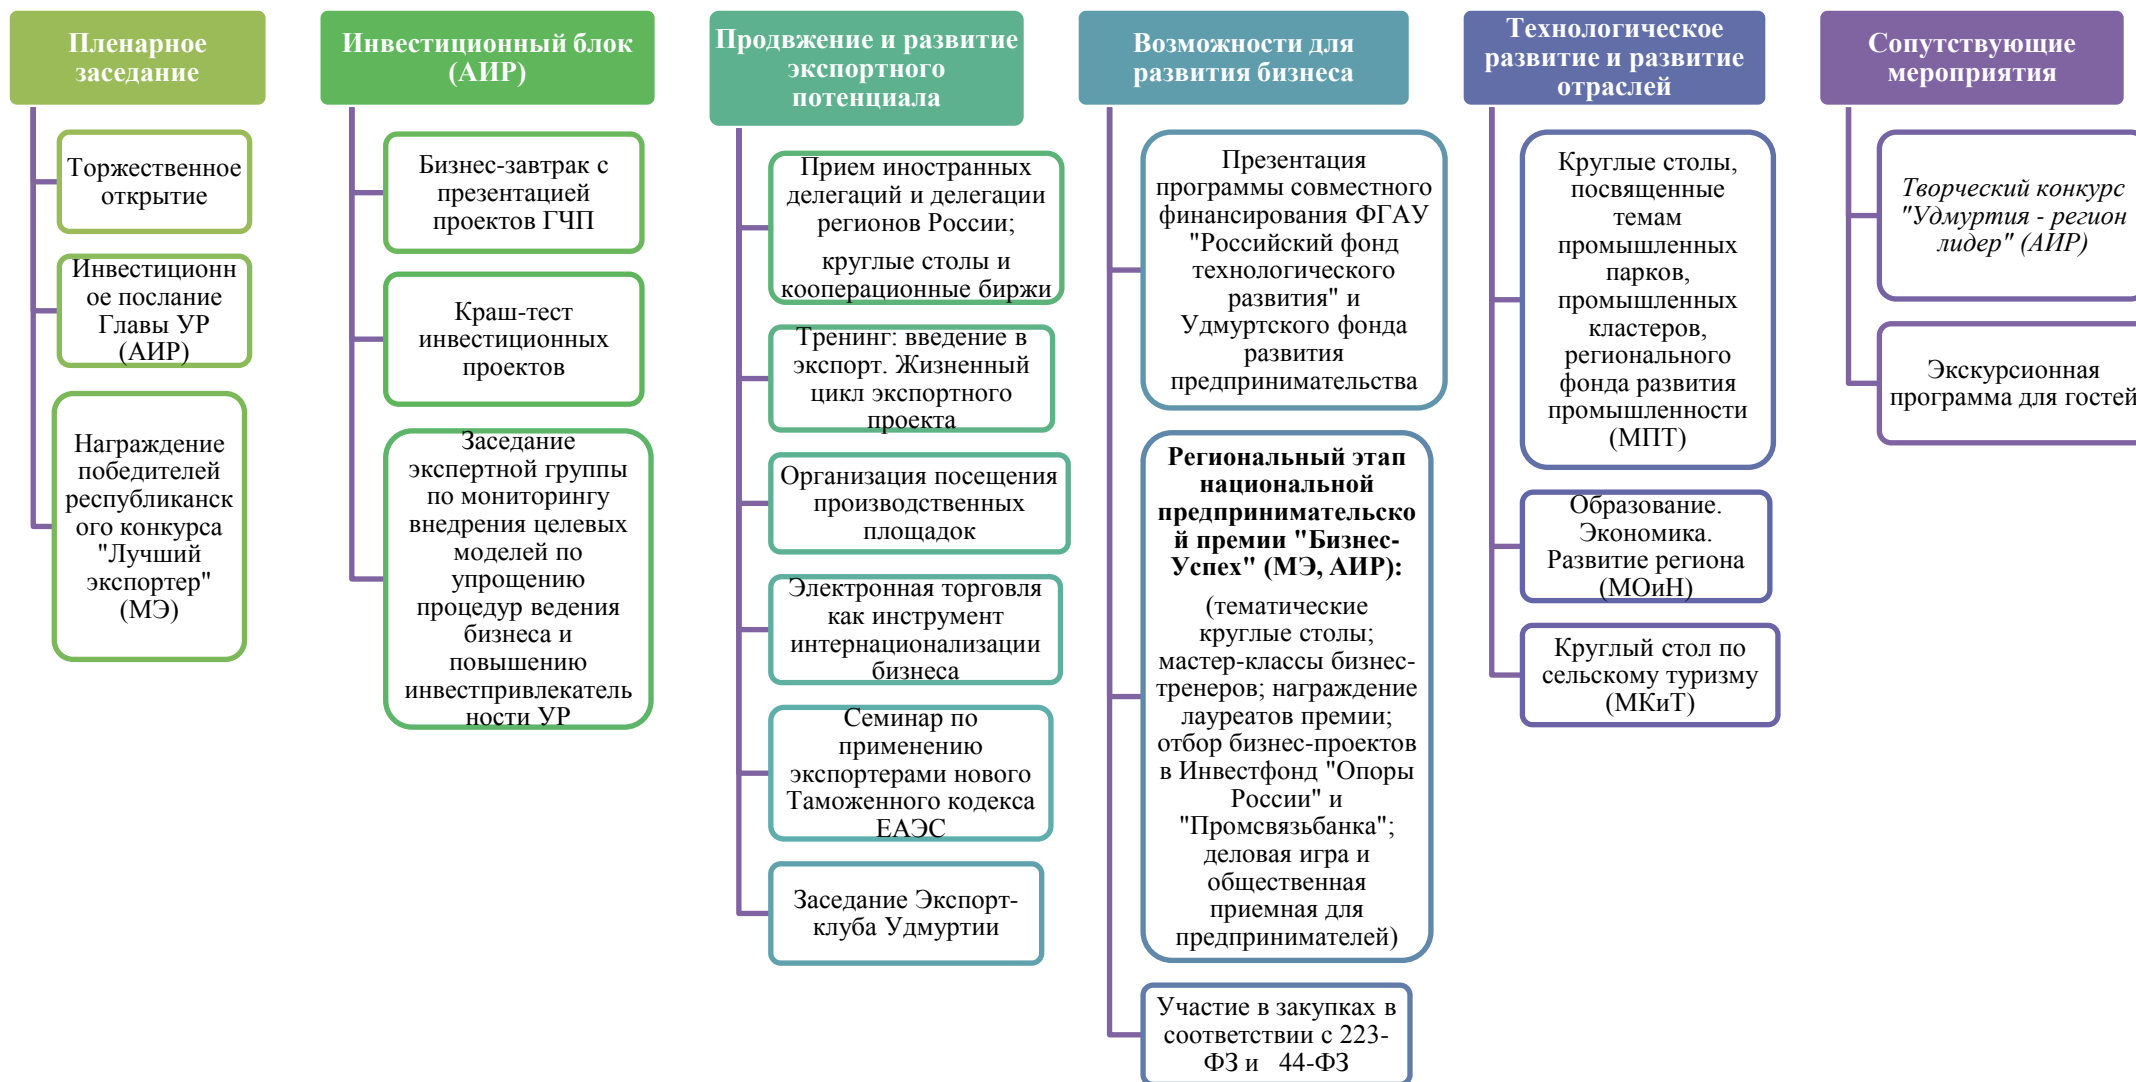 Пленарное
заседание
Торжественное
открытие
Инвестиционн
ое послание
Главы УР
(АИР)
Награждение
победителей
республиканск
ого конкурса
"Лучший
экспортер"
(МЭ)
Инвестиционный блок
(АИР)
Бизнес-завтрак с
презентацией
проектов ГЧП
Краш-тест
инвестиционных
проектов
Заседание
экспертной группы
по мониторингу
внедрения целевых
моделей по
упрощению
процедур ведения
бизнеса и
повышению
инвестпривлекатель
ности УР
Продвжение и развитие
экспортного
потенциала
Прием иностранных
делегаций и делегации
регионов России;
круглые столы и
кооперационные биржи
Тренинг: введение в
экспорт. Жизненный
цикл экспортного
проекта
Организация посещения
производственных
площадок
Электронная торговля
как инструмент
интернационализации
бизнеса
Семинар по
применению
экспортерами нового
Таможенного кодекса
ЕАЭС
Заседание Экспорт-
клуба Удмуртии
Возможности для
развития бизнеса
Презентация
программы совместного
финансирования ФГАУ
"Российский фонд
технологического
развития" и
Удмуртского фонда
развития
предпринимательства
Региональный этап
национальной
предпринимательско
й премии "Бизнес-
Успех" (МЭ, АИР):
(тематические
круглые столы;
мастер-классы бизнес-
тренеров; награждение
лауреатов премии;
отбор бизнес-проектов
в Инвестфонд "Опоры
России" и
"Промсвязьбанка";
деловая игра и
общественная
приемная для
предпринимателей)
Участие в закупках в
соответствии с 223-
ФЗ и 44-ФЗ
Технологическое
развитие и развитие
отраслей
Круглые столы,
посвященные
темам
промышленных
парков,
промышленных
кластеров,
регионального
фонда развития
промышленности
(МПТ)
Образование.
Экономика.
Развитие региона
(МОиН)
Круглый стол по
сельскому туризму
(МКиТ)
Сопутствующие
мероприятия
Творческий конкурс
"Удмуртия - регион
лидер" (АИР)
Экскурсионная
программа для гостей